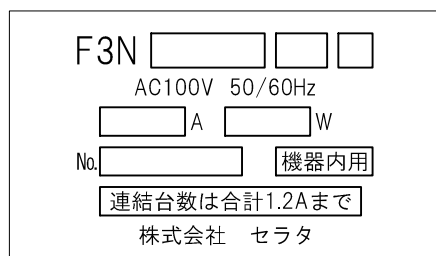 F3N
AC100V 50/60Hz
A W
No. 機器内用
連結台数は合計1.2Aまで
株式会社 セラタ